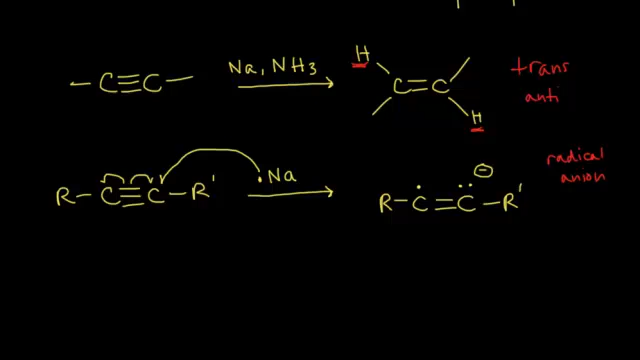 — C≡C — Na, NH3 H C=C H trans
anti
R – C≡C – R' • Na R – Ċ=C̈ – R' ⊖ radical
anion